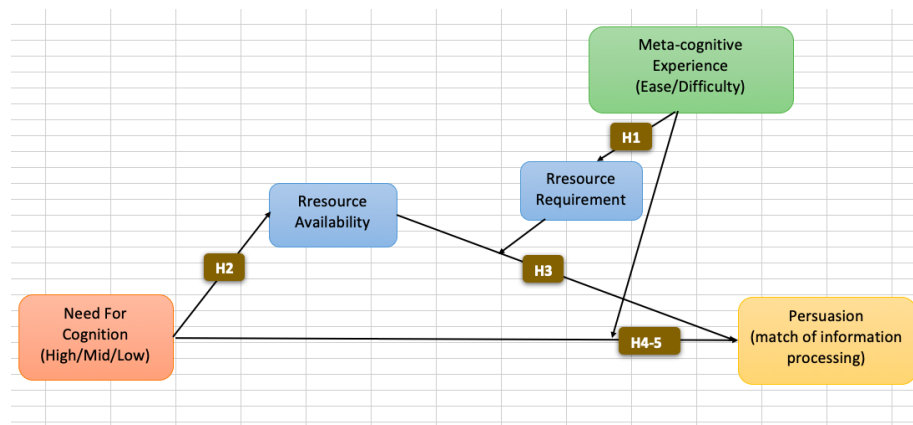 Meta-cognitive
Experience
(Ease/Difficulty)
H1
Rresource
Requirement
Rresource
Availability
H2
H3
Need For
Cognition
(High/Mid/Low)
H4-5
Persuasion
(match of information
processing)